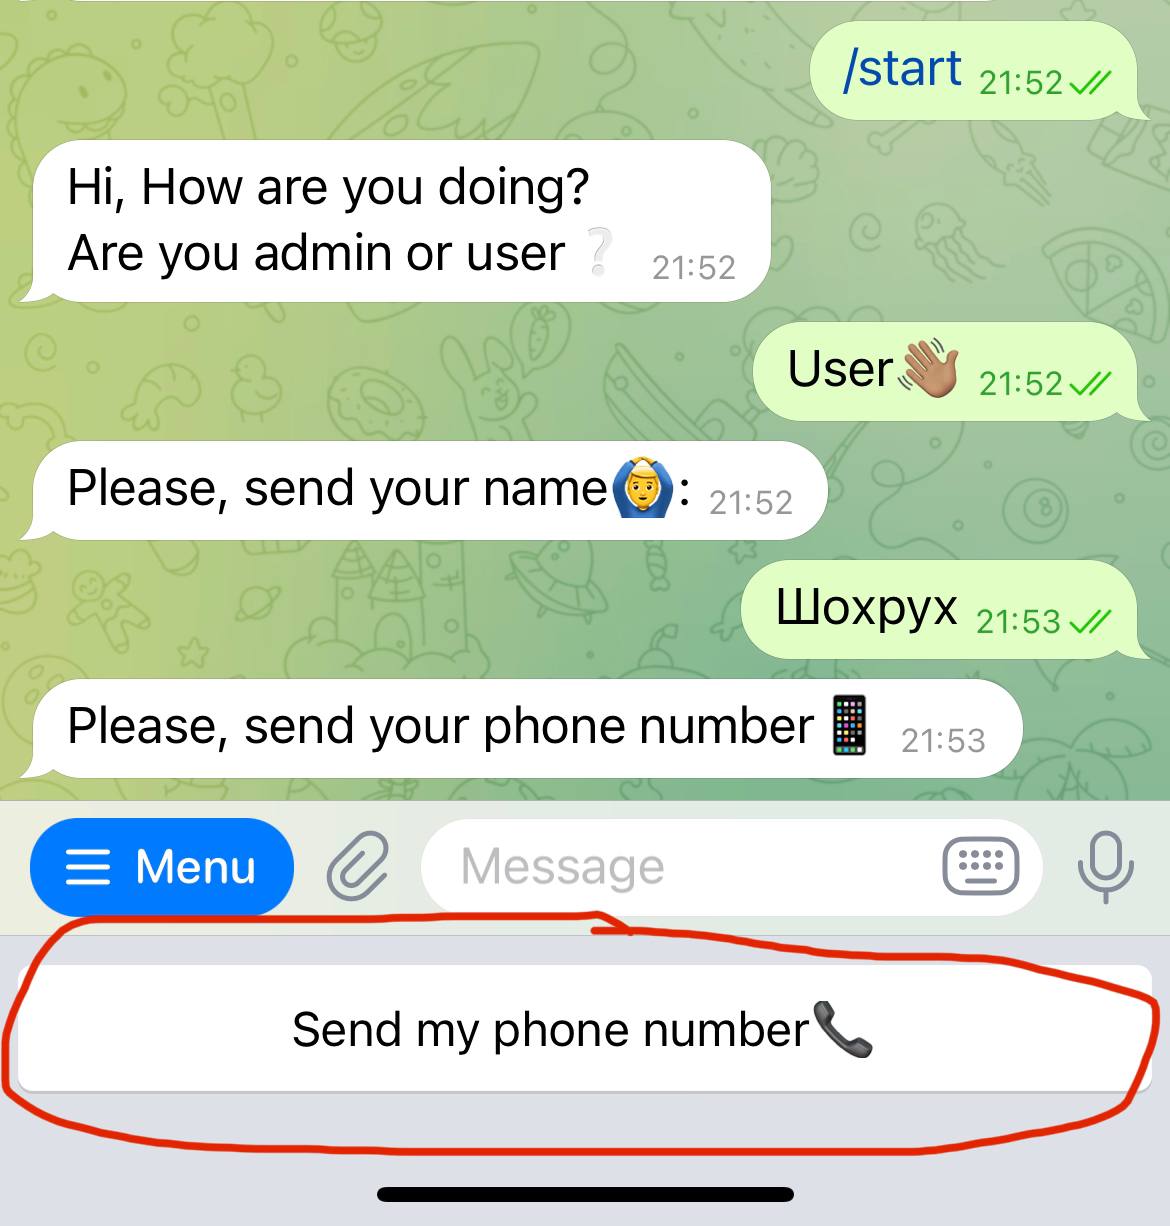 /start 21:52
Hi, How are you doing?
Are you admin or user ❔ 21:52
User👋🏽 21:52
Please, send your name🙆‍♂️: 21:52
Шохрух 21:53
Please, send your phone number📱 21:53
Menu
Message
Send my phone number📞